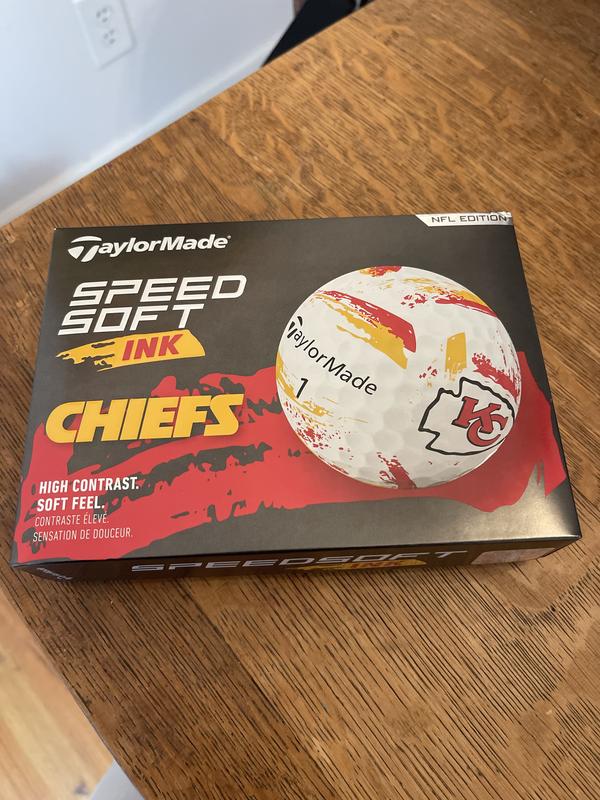 NFL EDITION
TaylorMade
SPEED
SOFT
INK
CHIEFS
HIGH CONTRAST.
SOFT FEEL.
CONTRASTE ÉLEVÉ.
SENSATION DE DOUCEUR.
TaylorMade
1
KC
SPEEDSOFT
INK